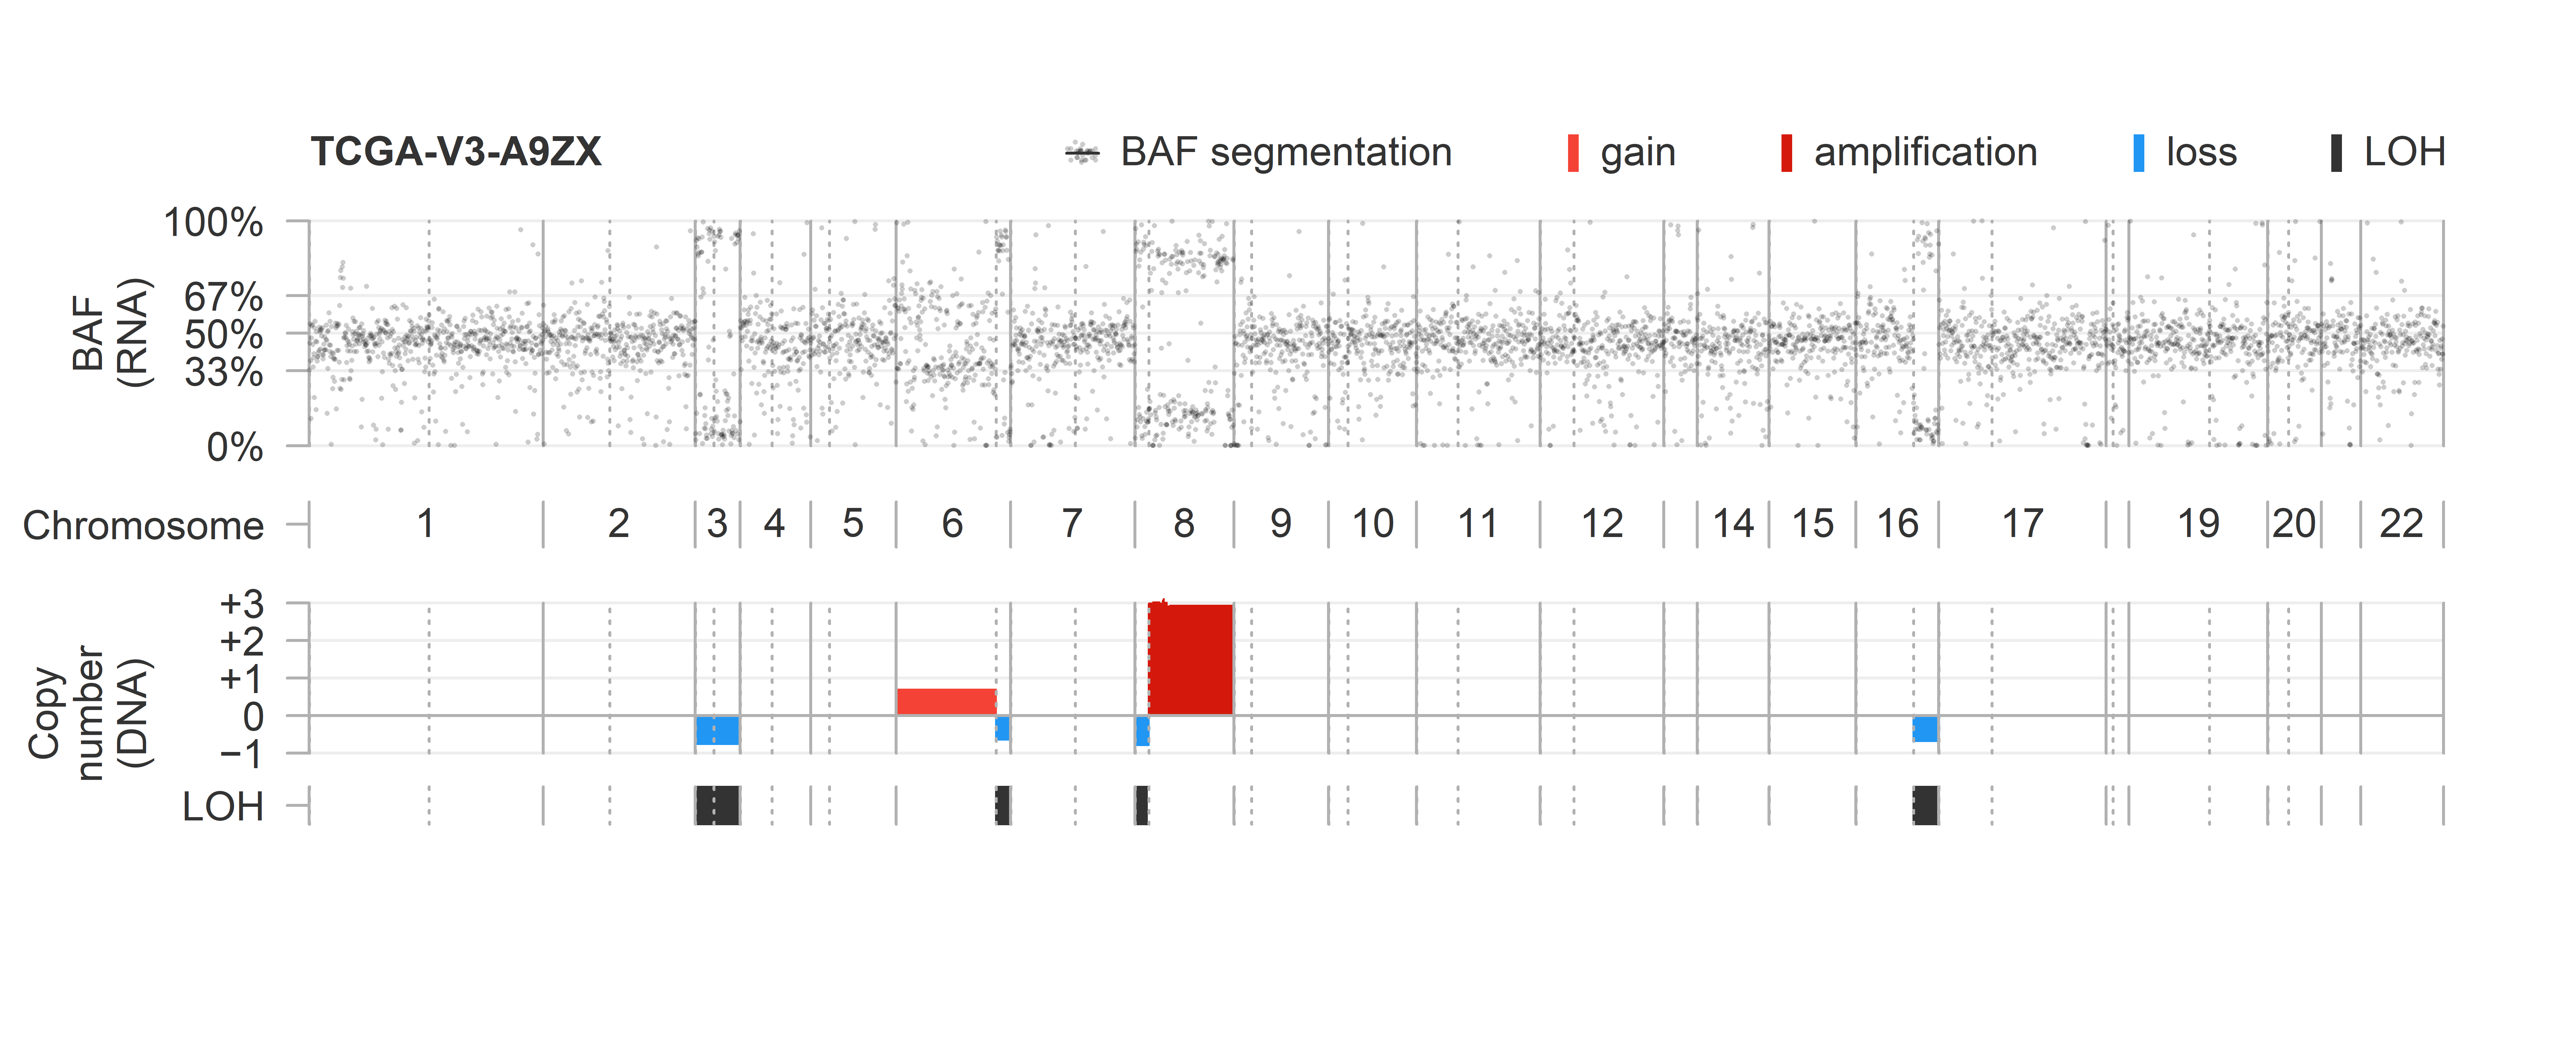 TCGA-V3-A9ZX
BAF segmentation gain amplification loss LOH
BAF
(RNA)
100%
67%
50%
33%
0%
Chromosome 1 2 3 4 5 6 7 8 9 10 11 12 14 15 16 17 19 20 22
Copy
number
(DNA)
+3
+2
+1
0
−1
LOH